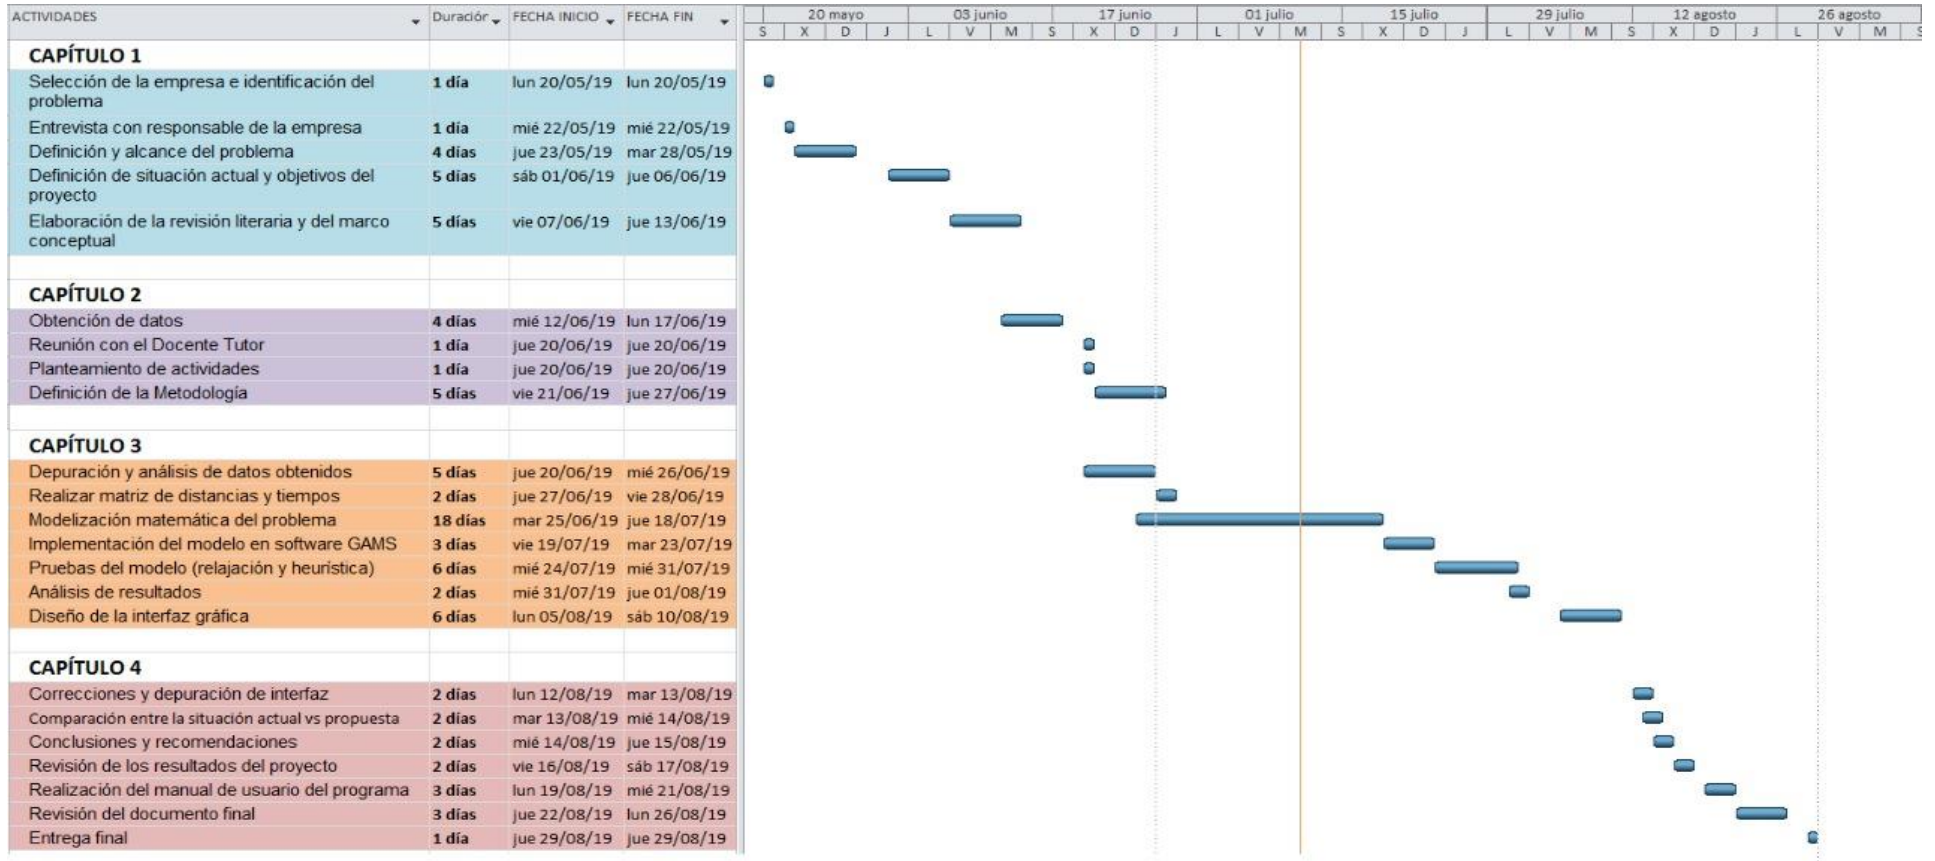 ACTIVIDADES Duración FECHA INICIO FECHA FIN 20 mayo 03 junio 17 junio 01 julio 15 julio 29 julio 12 agosto 26 agosto
S X D J L V M S X D J L V M S X D J L V M S X D J L V M S
CAPÍTULO 1
Selección de la empresa e identificación del 1 día lun 20/05/19 lun 20/05/19
problema
Entrevista con responsable de la empresa 1 día mié 22/05/19 mié 22/05/19
Definición y alcance del problema 4 días jue 23/05/19 mar 28/05/19
Definición de situación actual y objetivos del 5 días sáb 01/06/19 jue 06/06/19
proyecto
Elaboración de la revisión literaria y del marco 5 días vie 07/06/19 jue 13/06/19
conceptual
CAPÍTULO 2
Obtención de datos 4 días mié 12/06/19 lun 17/06/19
Reunión con el Docente Tutor 1 día jue 20/06/19 jue 20/06/19
Planteamiento de actividades 1 día jue 20/06/19 jue 20/06/19
Definición de la Metodología 5 días vie 21/06/19 jue 27/06/19
CAPÍTULO 3
Depuración y análisis de datos obtenidos 5 días jue 20/06/19 mié 26/06/19
Realizar matriz de distancias y tiempos 2 días jue 27/06/19 vie 28/06/19
Modelización matemática del problema 18 días mar 25/06/19 jue 18/07/19
Implementación del modelo en software GAMS 3 días vie 19/07/19 mar 23/07/19
Pruebas del modelo (relajación y heurística) 6 días mié 24/07/19 mié 31/07/19
Análisis de resultados 2 días mié 31/07/19 jue 01/08/19
Diseño de la interfaz gráfica 6 días lun 05/08/19 sáb 10/08/19
CAPÍTULO 4
Correcciones y depuración de interfaz 2 días lun 12/08/19 mar 13/08/19
Comparación entre la situación actual vs propuesta 2 días mar 13/08/19 mié 14/08/19
Conclusiones y recomendaciones 2 días mié 14/08/19 jue 15/08/19
Revisión de los resultados del proyecto 2 días vie 16/08/19 sáb 17/08/19
Realización del manual de usuario del programa 3 días lun 19/08/19 mié 21/08/19
Revisión del documento final 3 días jue 22/08/19 lun 26/08/19
Entrega final 1 día jue 29/08/19 jue 29/08/19